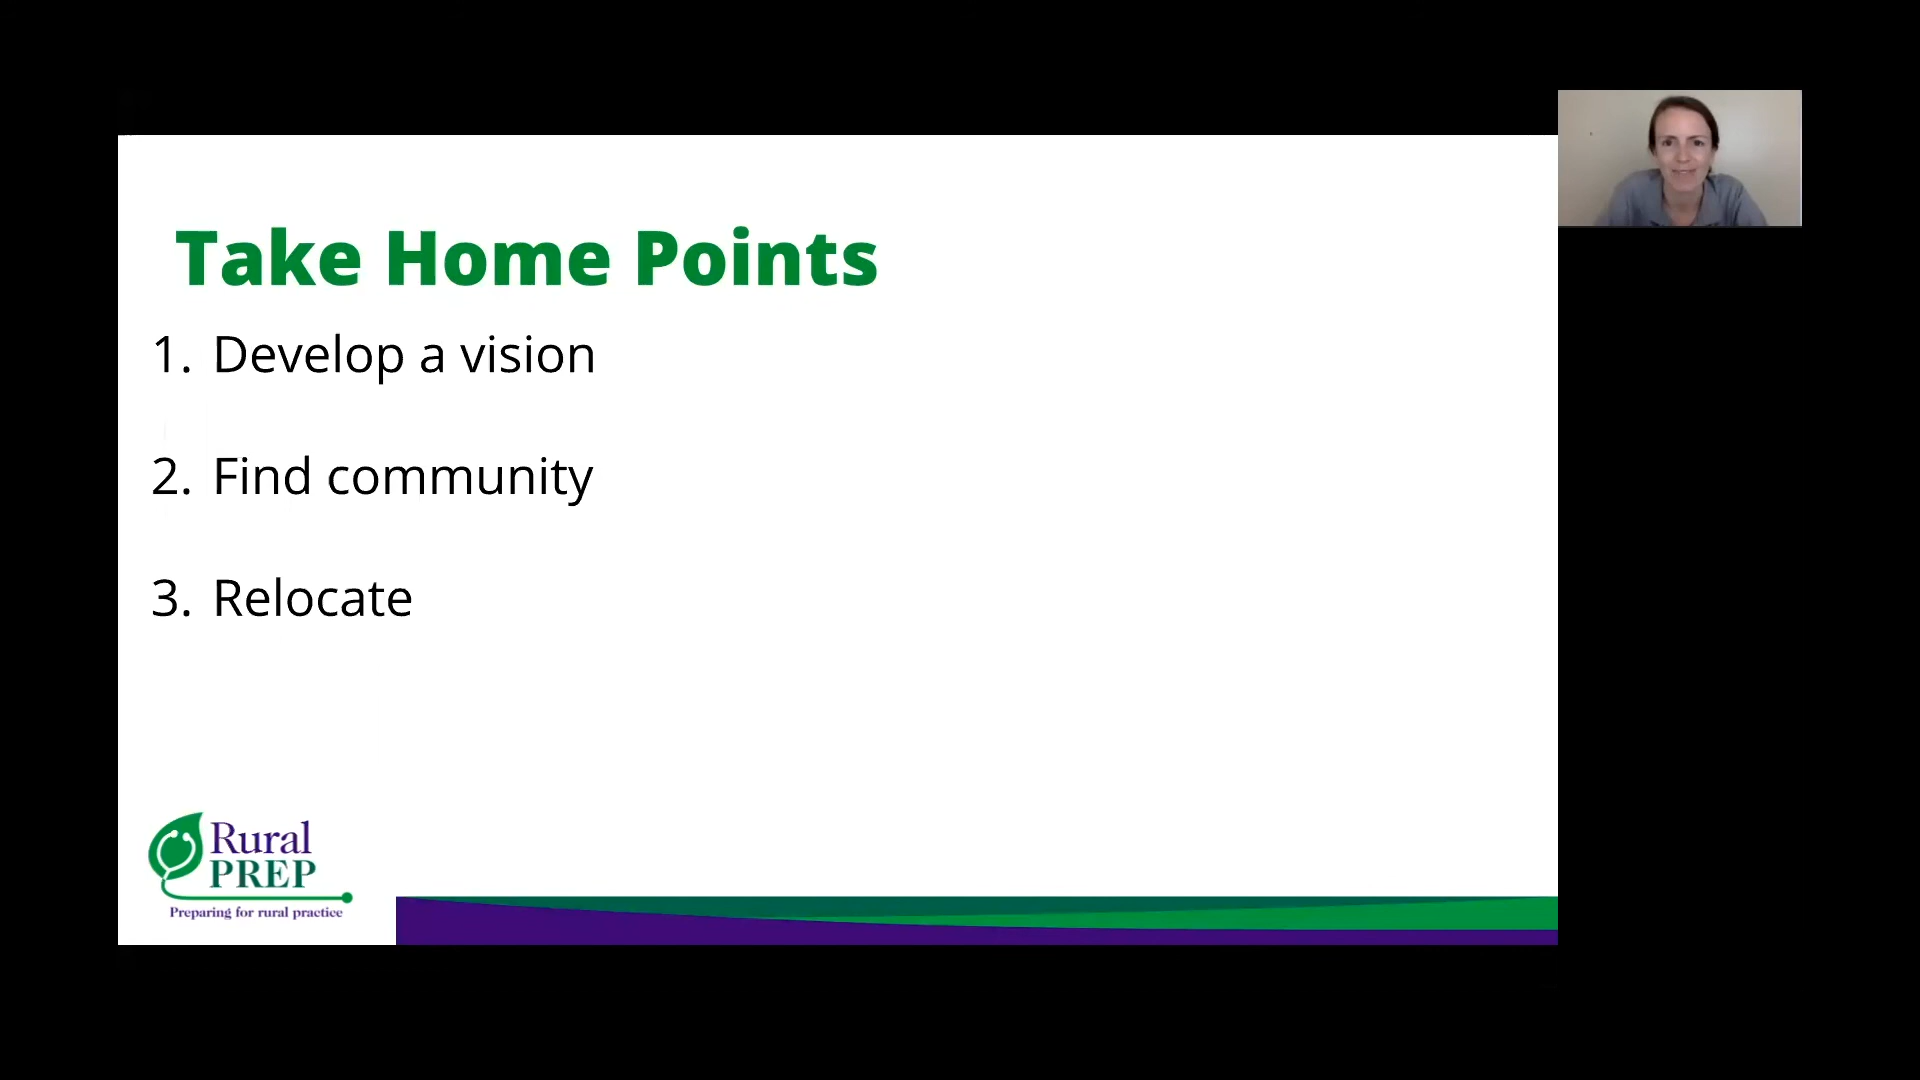 Take Home Points
1. Develop a vision
2. Find community
3. Relocate
Rural
PREP
Preparing for rural practice